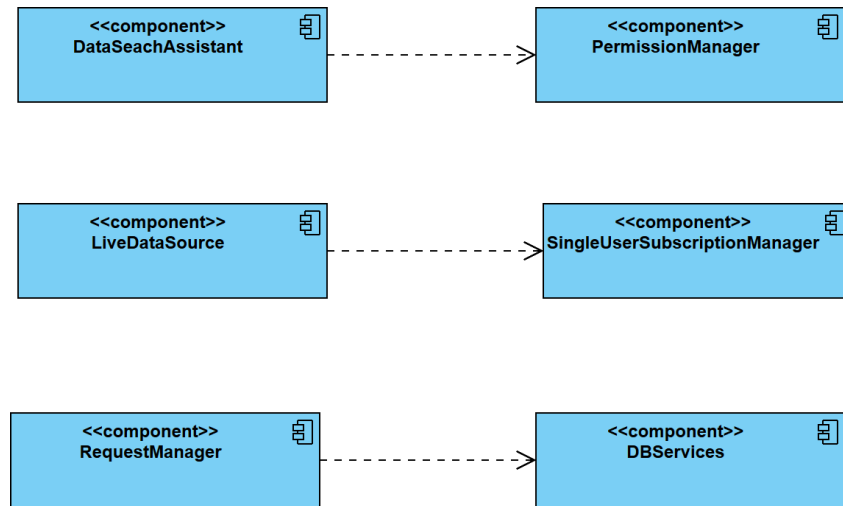 <<component>>
DataSeachAssistant
<<component>>
PermissionManager
<<component>>
LiveDataSource
<<component>>
SingleUserSubscriptionManager
<<component>>
RequestManager
<<component>>
DBServices